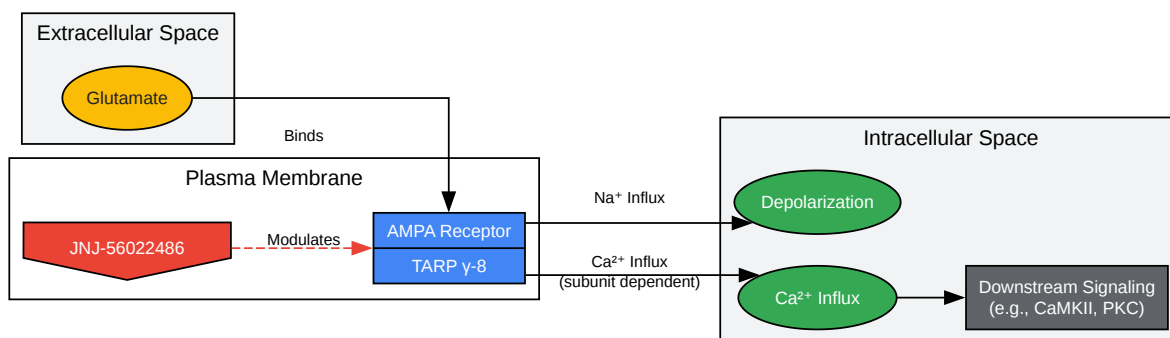 Extracellular Space
Glutamate
Binds
Plasma Membrane
JNJ-56022486
Modulates
AMPA Receptor
TARP γ-8
Na⁺ Influx
Ca²⁺ Influx
(subunit dependent)
Intracellular Space
Depolarization
Ca²⁺ Influx
Downstream Signaling
(e.g., CaMKII, PKC)